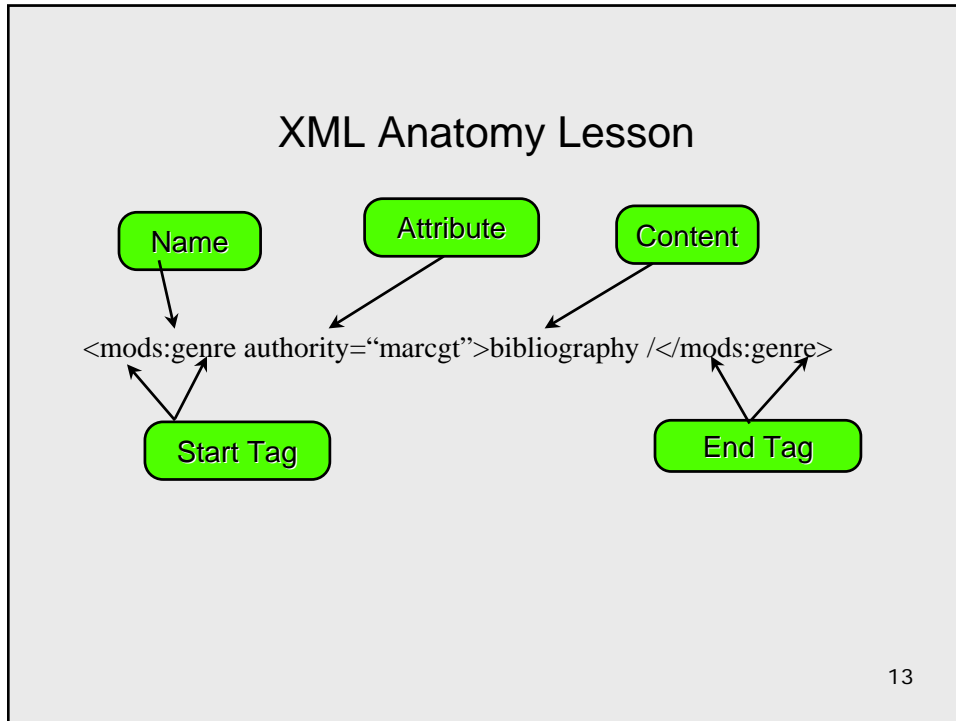 XML Anatomy Lesson
Name
Attribute
Content
<mods:genre authority=“marcgt”>bibliography /</mods:genre>
Start Tag
End Tag
13